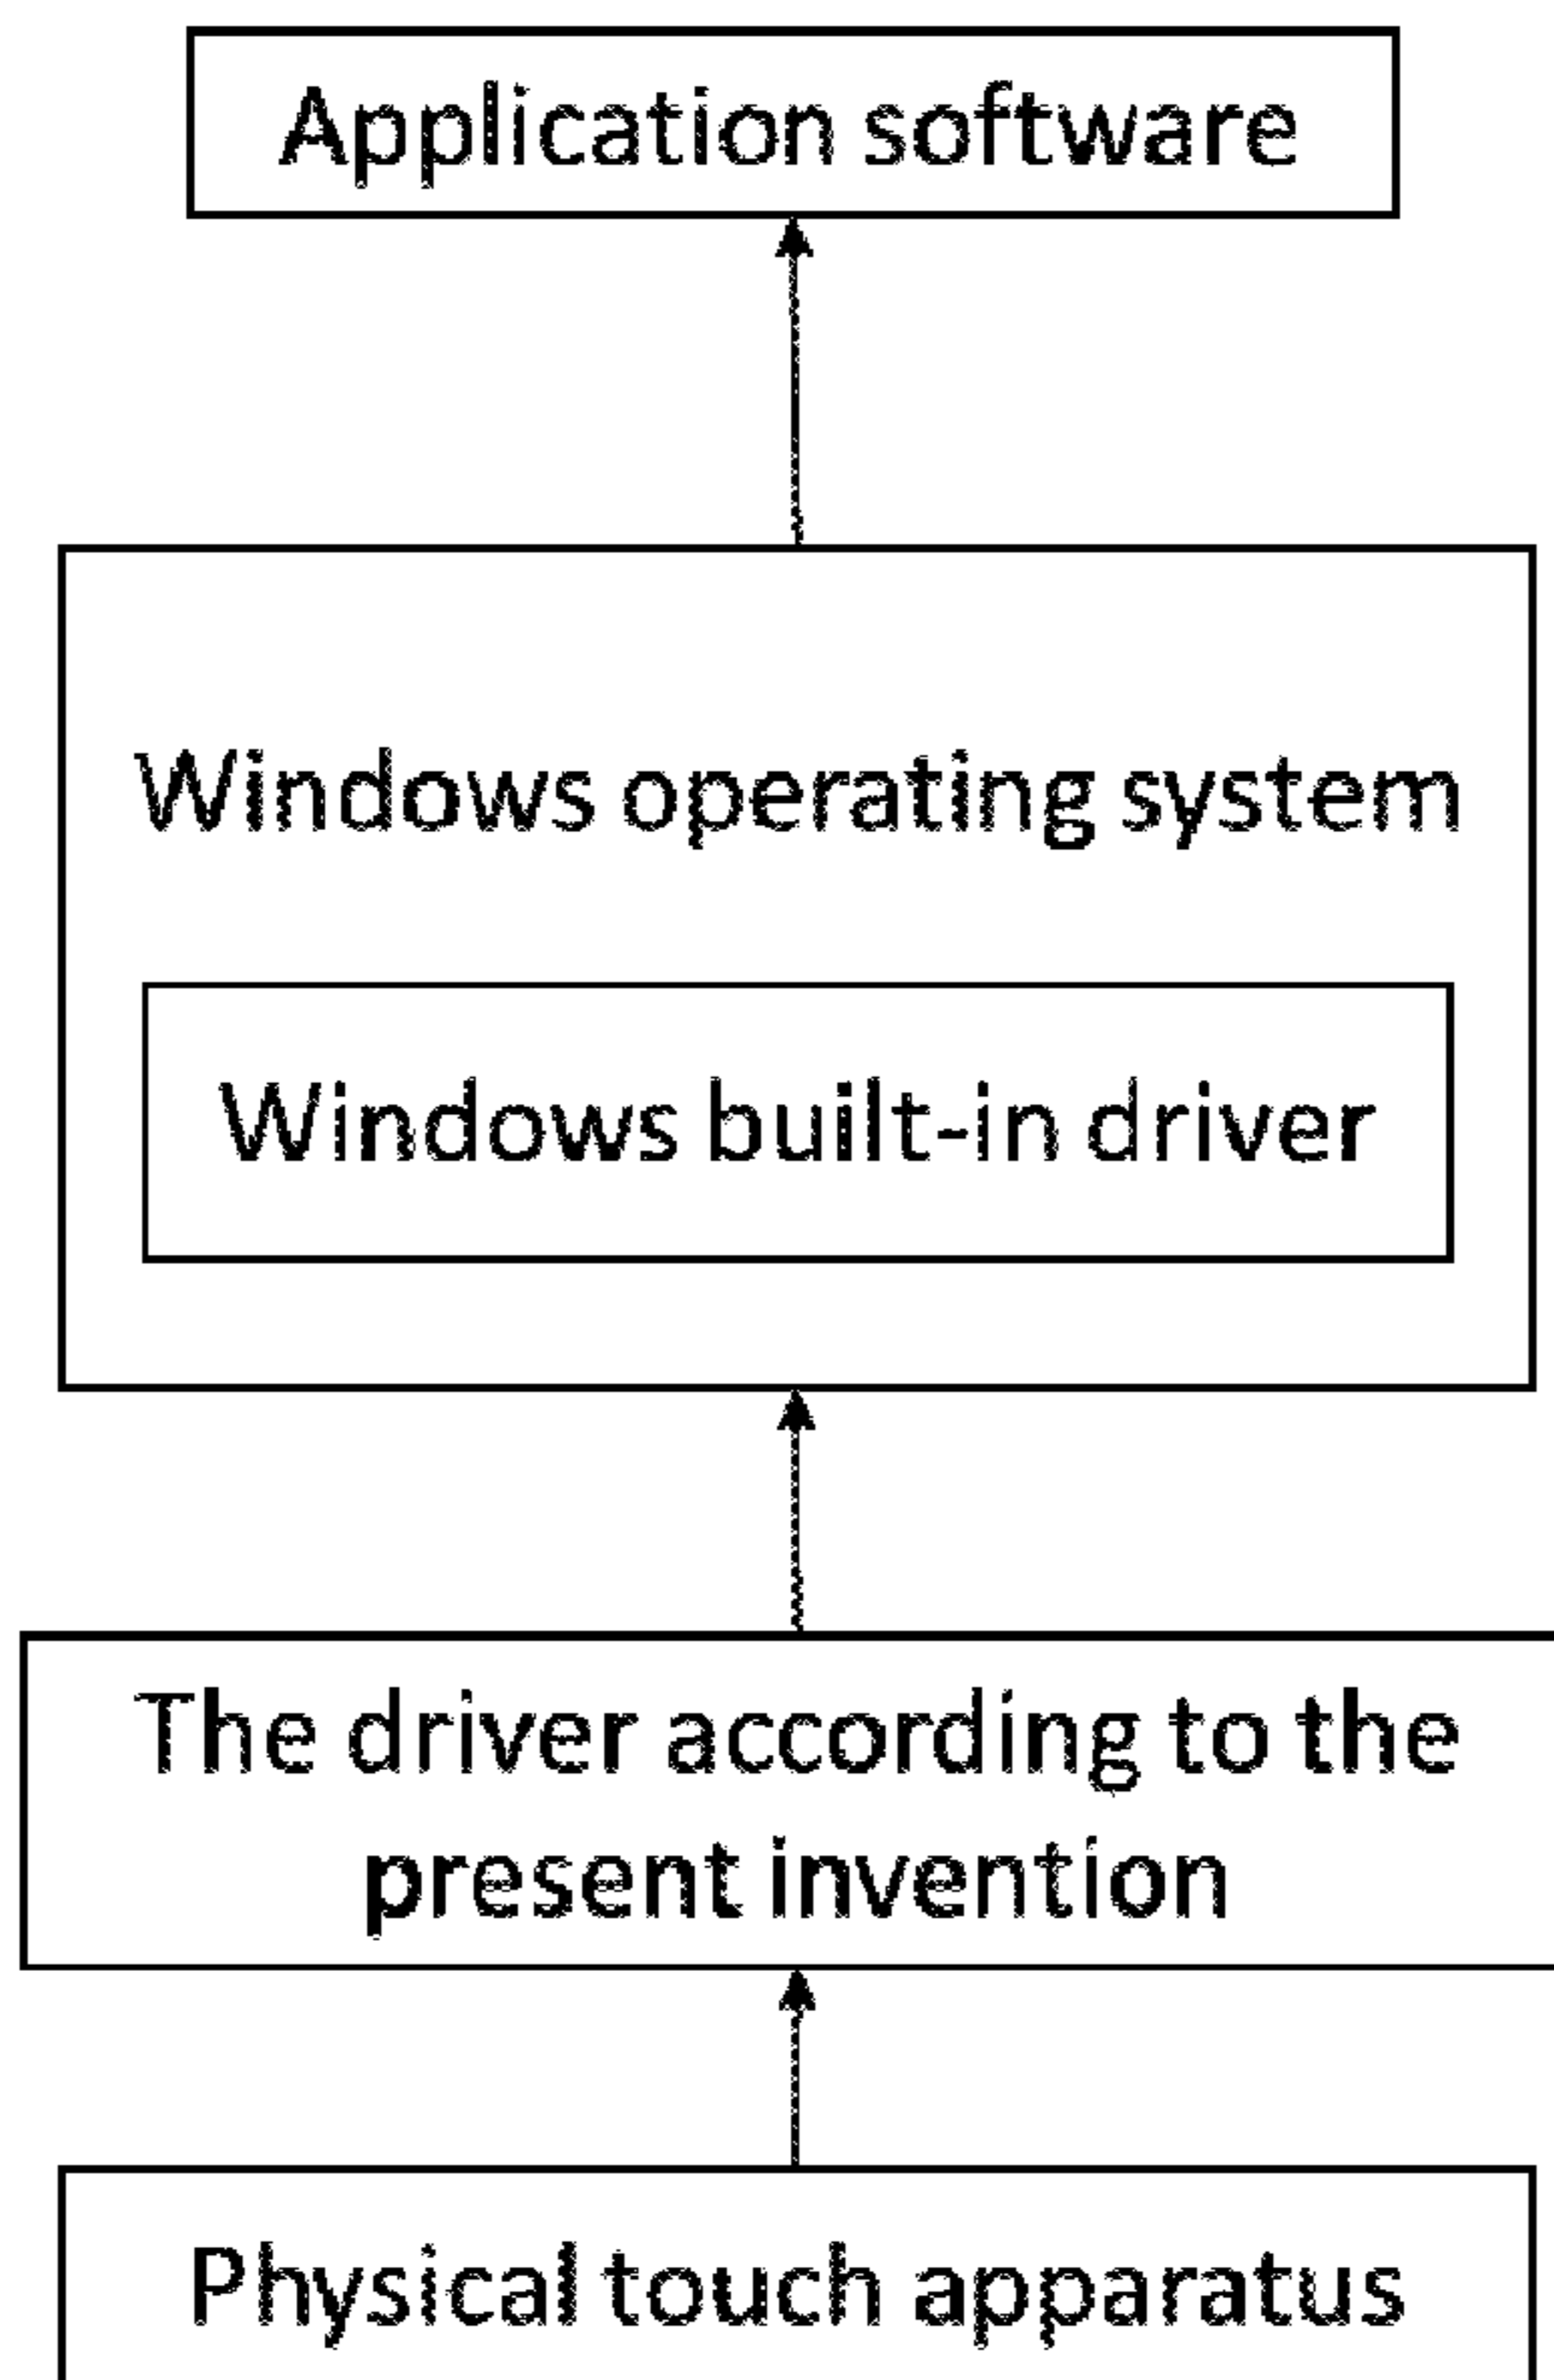 Application software
Windows operating system
Windows built-in driver
The driver according to the
present invention
Physical touch apparatus